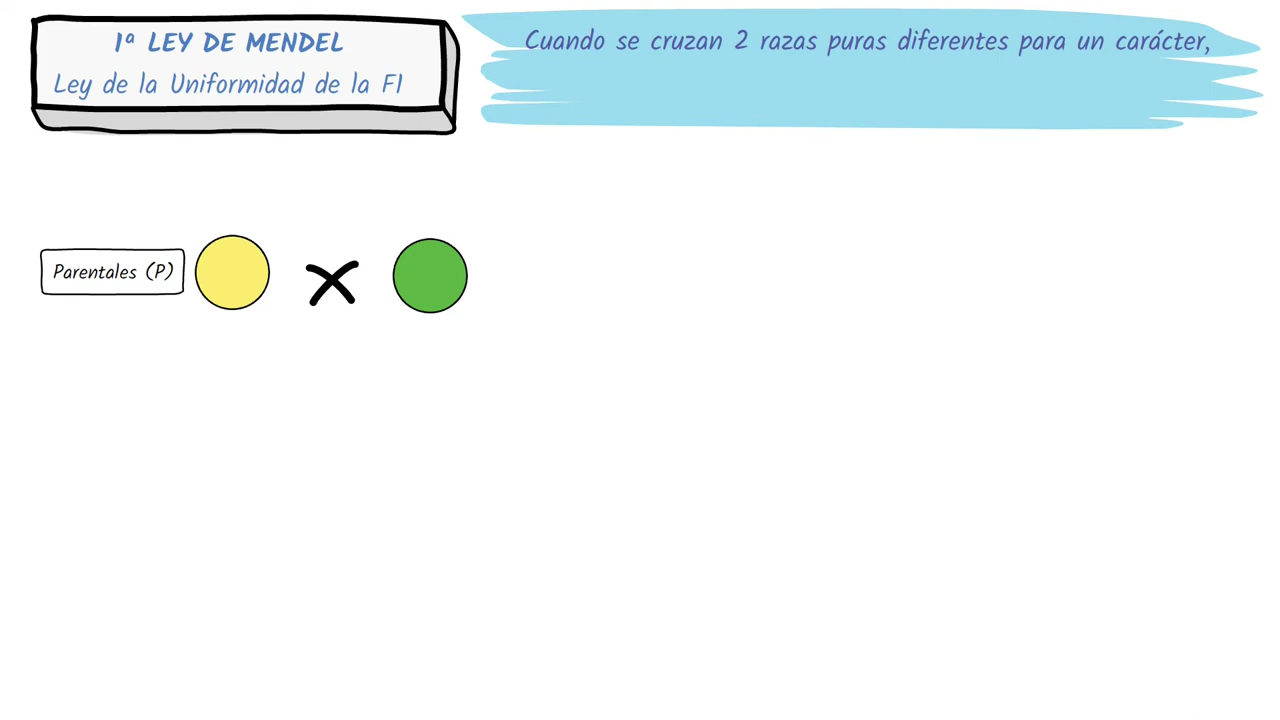 1ª LEY DE MENDEL
Ley de la Uniformidad de la F1
Cuando se cruzan 2 razas puras diferentes para un carácter,
Parentales (P)